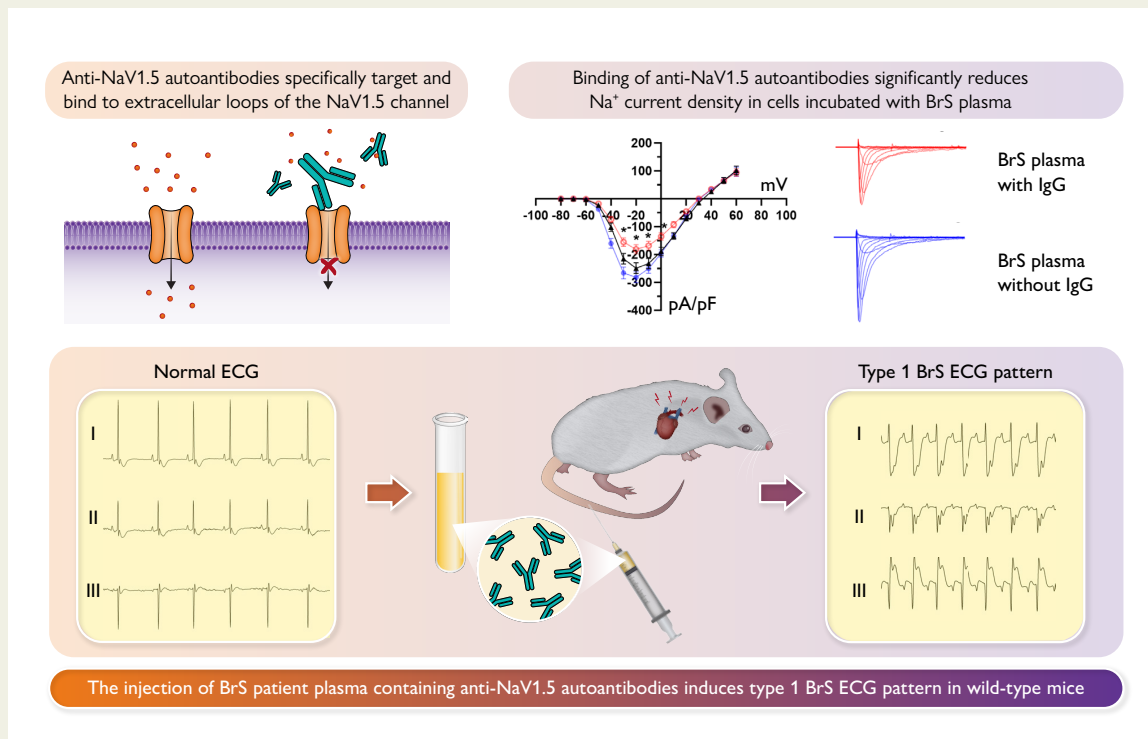 Anti-NaV1.5 autoantibodies specifically target and
bind to extracellular loops of the NaV1.5 channel
Binding of anti-NaV1.5 autoantibodies significantly reduces
Na⁺ current density in cells incubated with BrS plasma
200
100
mV
-100 -80 -60 -40 -20 0 20 40 60 80 100
-100
-200
-300
-400
pA/pF
* * * *
BrS plasma
with IgG
BrS plasma
without IgG
Normal ECG
I
II
III
Type 1 BrS ECG pattern
I
II
III
The injection of BrS patient plasma containing anti-NaV1.5 autoantibodies induces type 1 BrS ECG pattern in wild-type mice